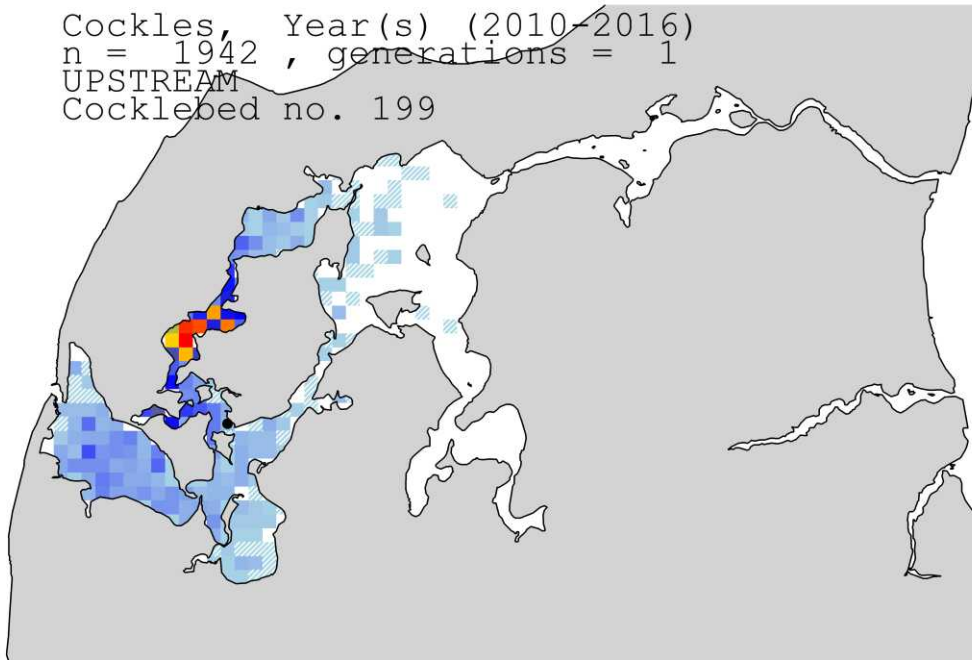 Cockles, Year(s) (2010-2016)
n = 1942 , generations = 1
UPSTREAM
Cocklebed no. 199